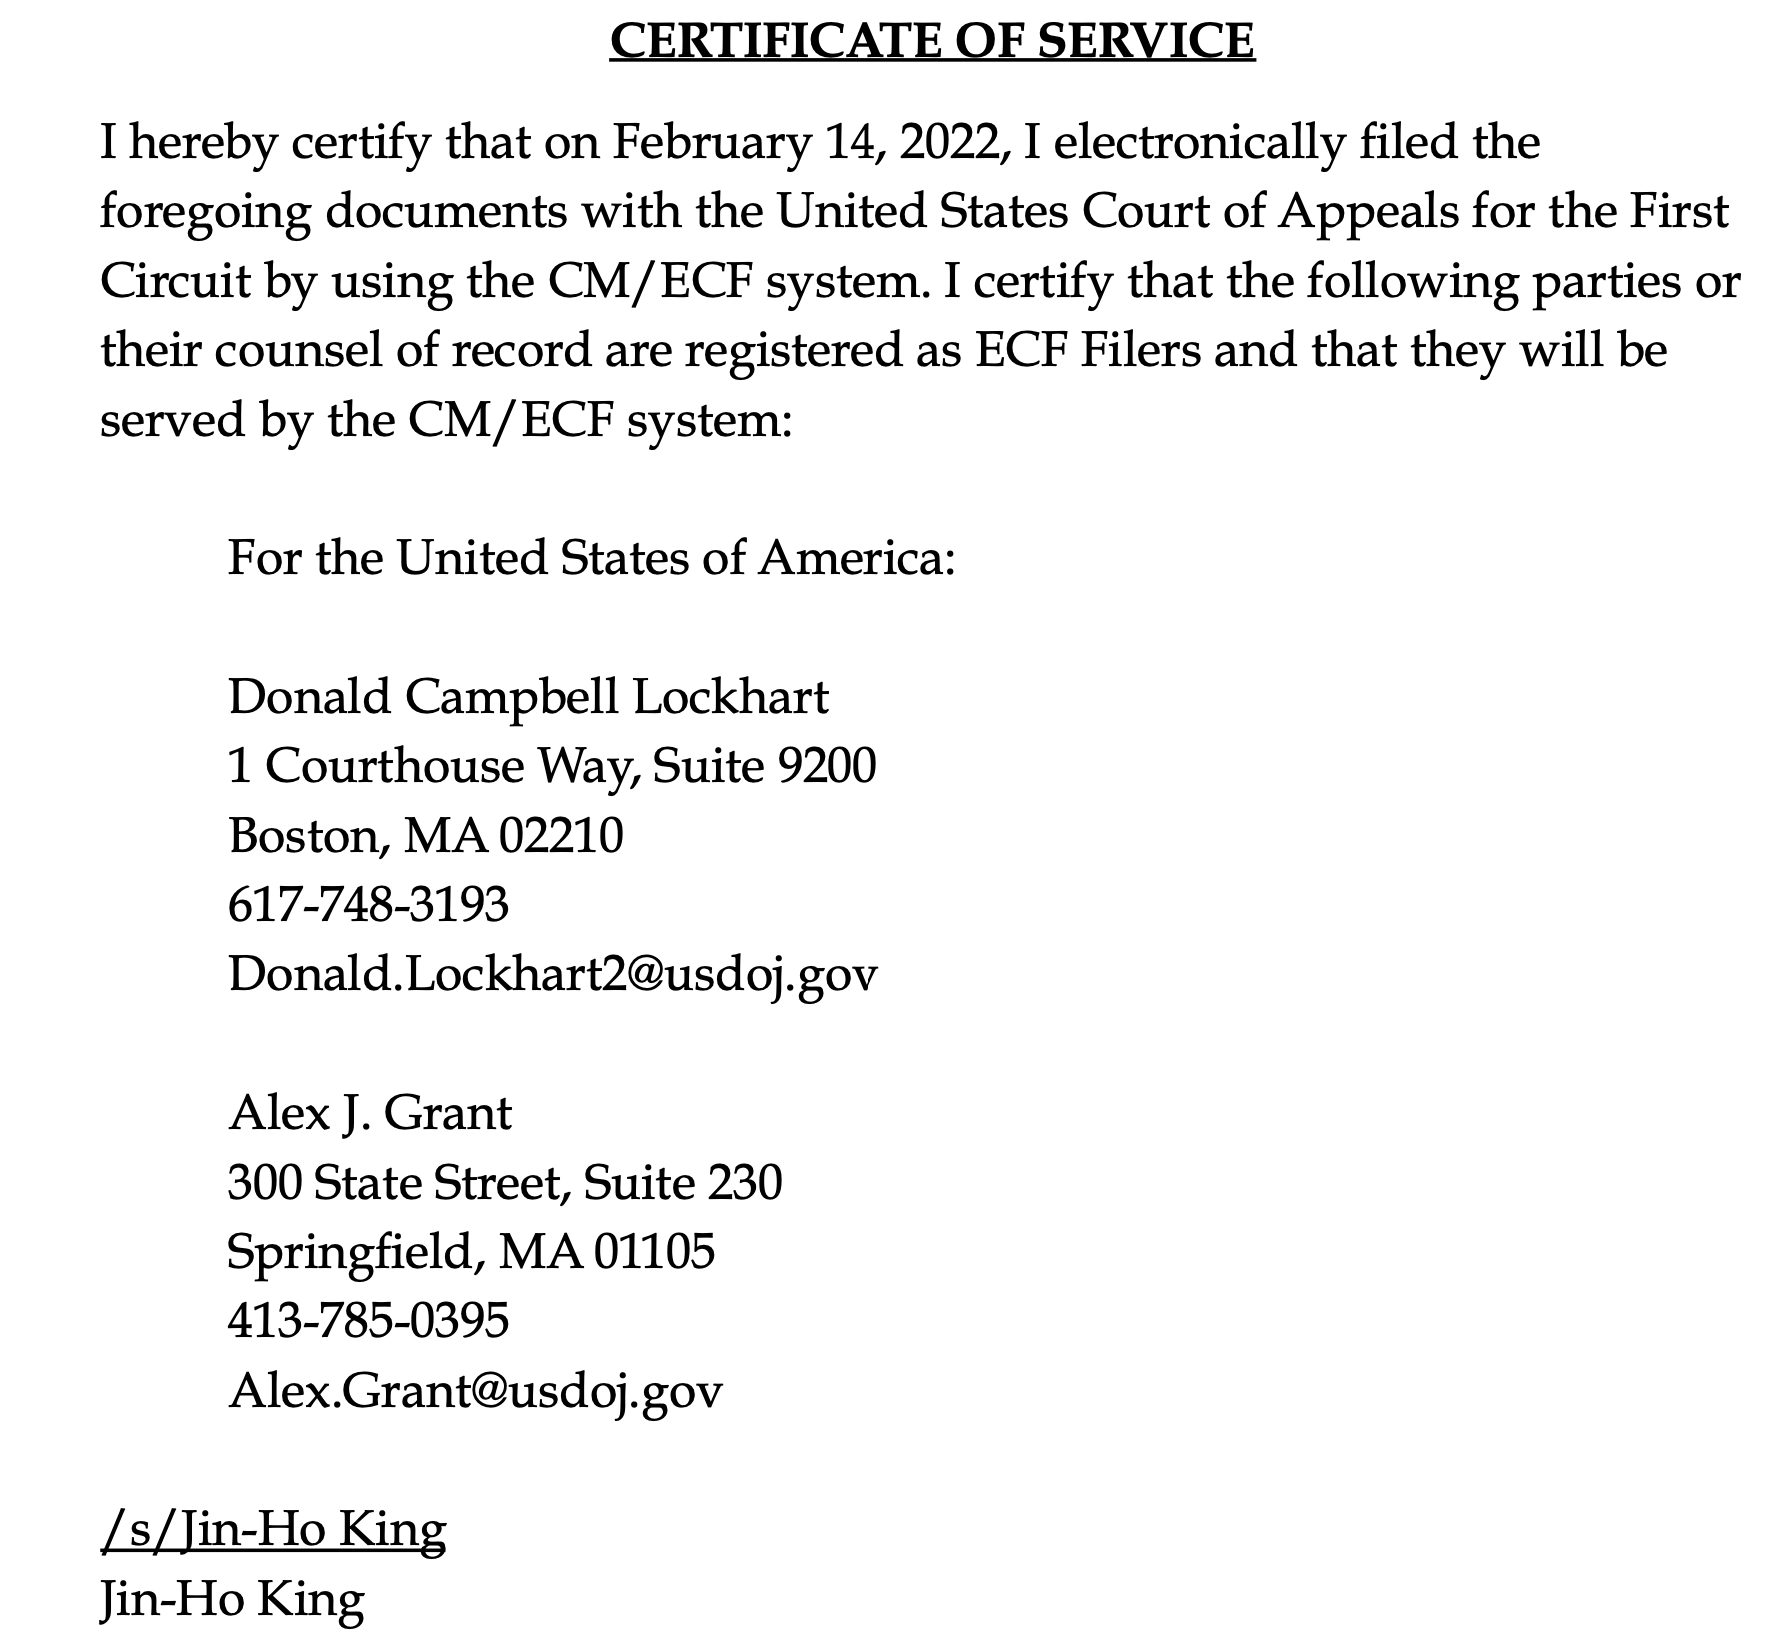 CERTIFICATE OF SERVICE
I hereby certify that on February 14, 2022, I electronically filed the
foregoing documents with the United States Court of Appeals for the First
Circuit by using the CM/ECF system. I certify that the following parties or
their counsel of record are registered as ECF Filers and that they will be
served by the CM/ECF system:
For the United States of America:
Donald Campbell Lockhart
1 Courthouse Way, Suite 9200
Boston, MA 02210
617-748-3193
Donald.Lockhart2@usdoj.gov
Alex J. Grant
300 State Street, Suite 230
Springfield, MA 01105
413-785-0395
Alex.Grant@usdoj.gov
/s/Jin-Ho King
Jin-Ho King